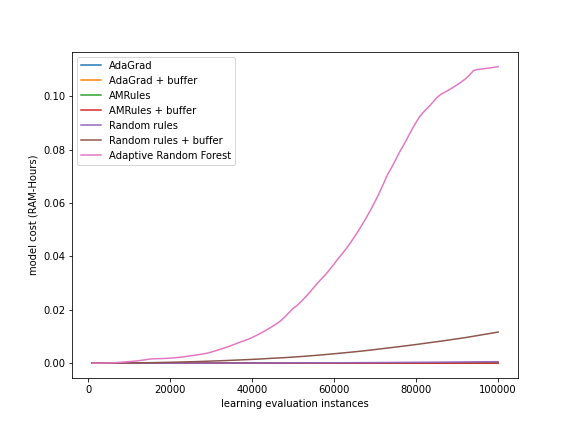 AdaGrad
AdaGrad + buffer
AMRules
AMRules + buffer
Random rules
Random rules + buffer
Adaptive Random Forest
model cost (RAM-Hours)
0.10
0.08
0.06
0.04
0.02
0.00
0 20000 40000 60000 80000 100000
learning evaluation instances